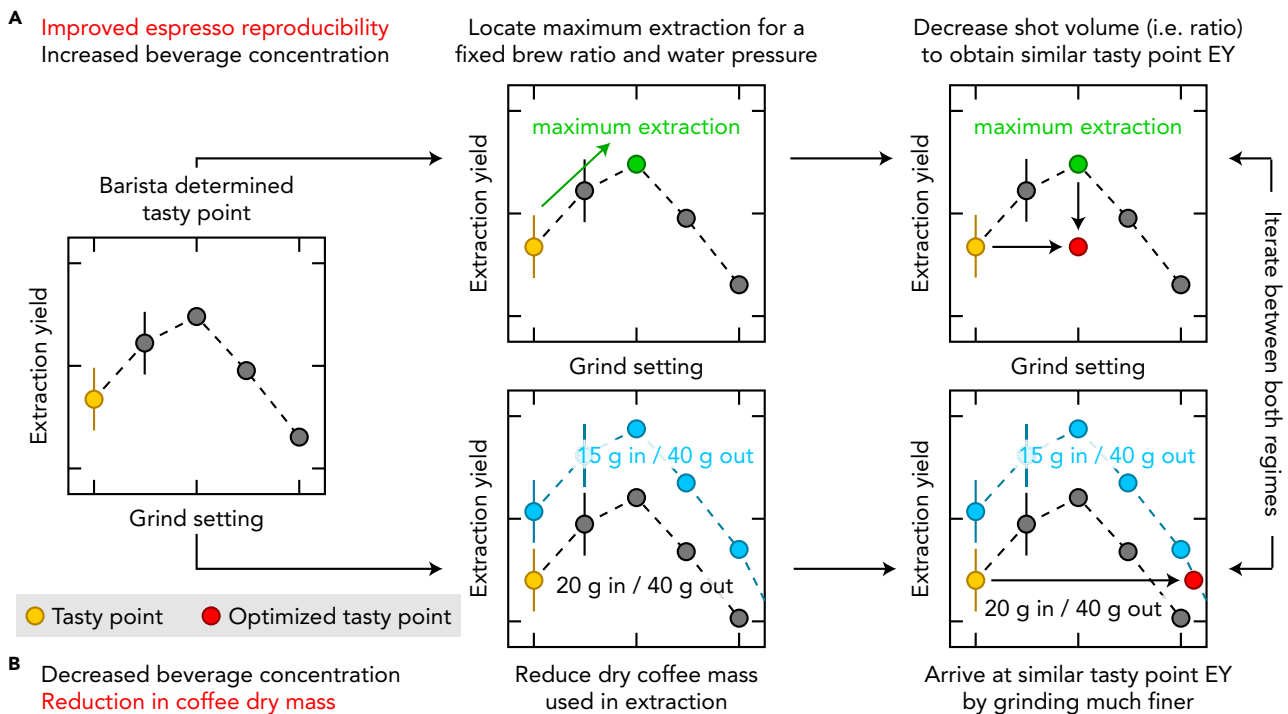 A
Improved espresso reproducibility
Increased beverage concentration
Locate maximum extraction for a
fixed brew ratio and water pressure
Decrease shot volume (i.e. ratio)
to obtain similar tasty point EY
Barista determined
tasty point
Extraction yield
Grind setting
Extraction yield
maximum extraction
Grind setting
Extraction yield
maximum extraction
Grind setting
Iterate between both regimes
Extraction yield
15 g in / 40 g out
20 g in / 40 g out
Extraction yield
15 g in / 40 g out
20 g in / 40 g out
Tasty point
Optimized tasty point
B
Decreased beverage concentration
Reduction in coffee dry mass
Reduce dry coffee mass
used in extraction
Arrive at similar tasty point EY
by grinding much finer